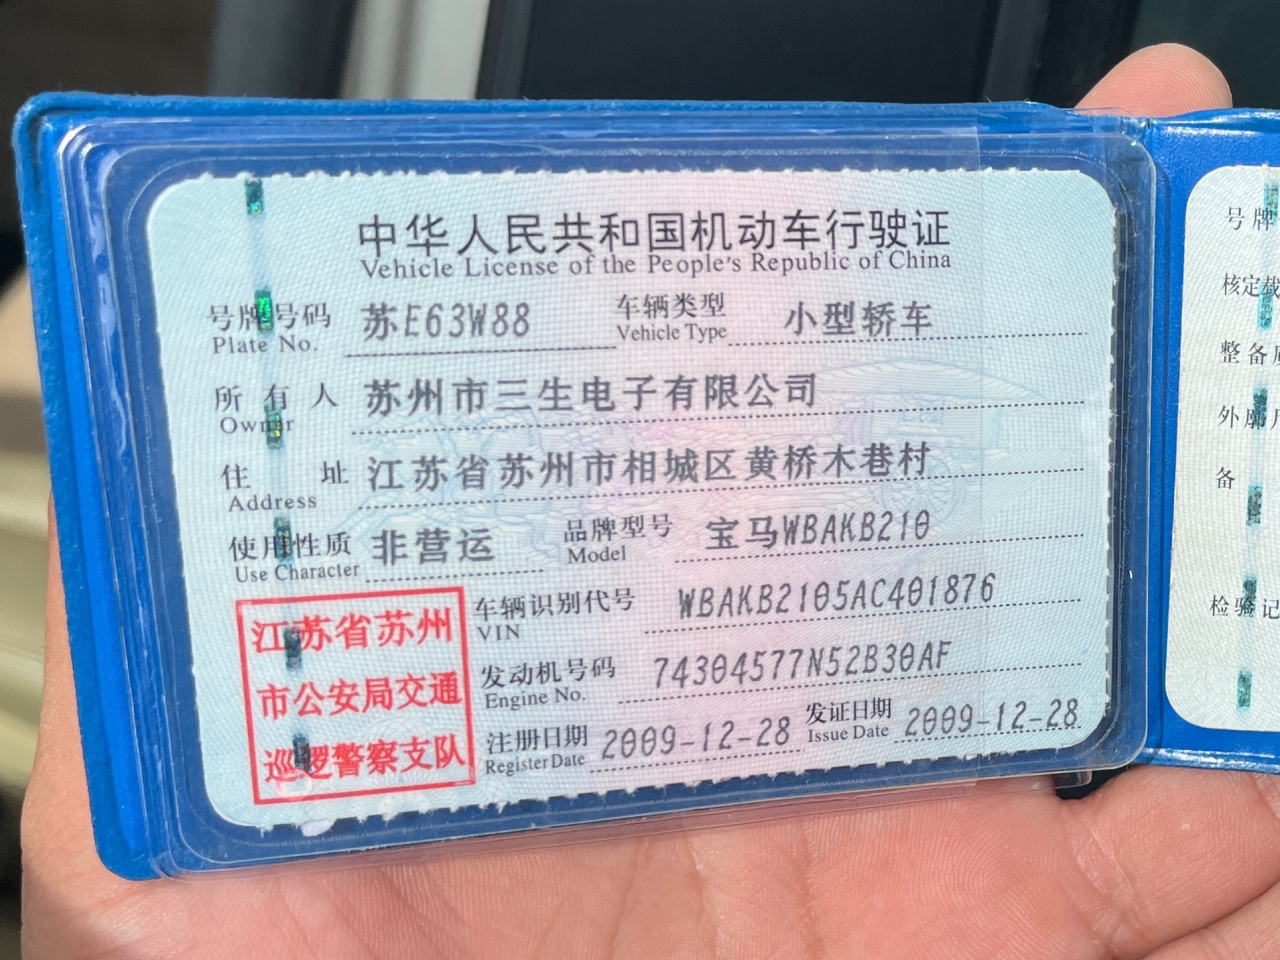 中华人民共和国机动车行驶证
Vehicle License of the People's Republic of China
号牌号码 苏E63W88 车辆类型 小型轿车
Plate No. Vehicle Type
所有人 苏州市三生电子有限公司
Owner
住址 江苏省苏州市相城区黄桥木巷村
Address
使用性质 非营运 品牌型号 宝马WBAKB210
Use Character Model
江苏省苏州
市公安局交通
巡逻警察支队
车辆识别代号 WBAKB2105AC401876
VIN
发动机号码 74304577N52B30AF
Engine No.
注册日期 2009-12-28 发证日期 2009-12-28
Register Date Issue Date
号牌
核定载
整备
外廓
备
检验记